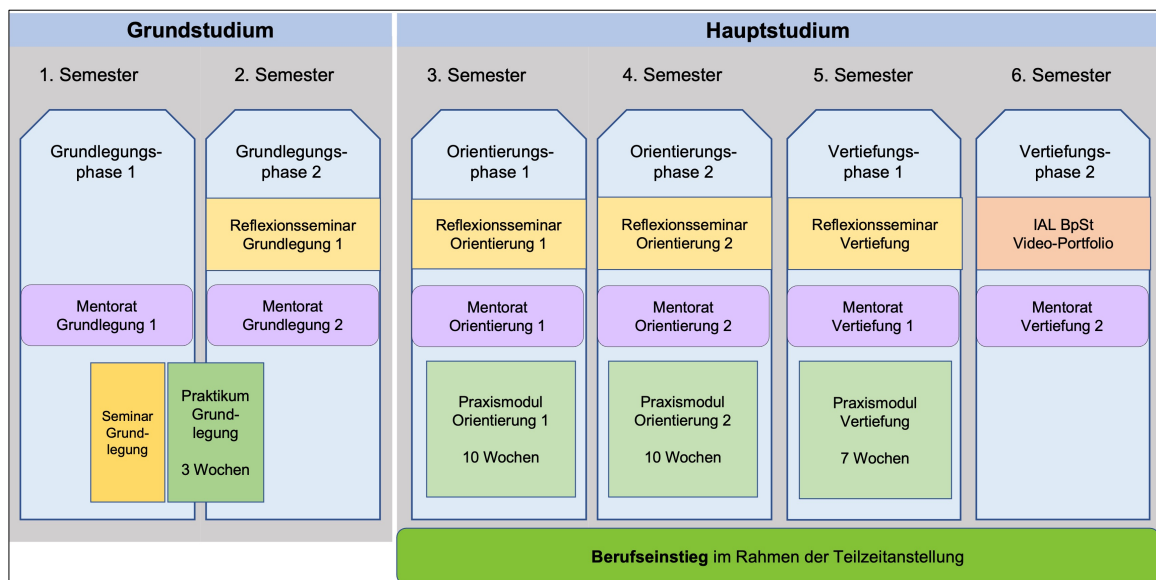 Grundstudium
Hauptstudium
1. Semester
2. Semester
3. Semester
4. Semester
5. Semester
6. Semester
Grundlegungs-
phase 1
Grundlegungs-
phase 2
Orientierungs-
phase 1
Orientierungs-
phase 2
Vertiefungs-
phase 1
Vertiefungs-
phase 2
Reflexionsseminar
Grundlegung 1
Reflexionsseminar
Orientierung 1
Reflexionsseminar
Orientierung 2
Reflexionsseminar
Vertiefung
IAL BpSt
Video-Portfolio
Mentorat
Grundlegung 1
Mentorat
Grundlegung 2
Mentorat
Orientierung 1
Mentorat
Orientierung 2
Mentorat
Vertiefung 1
Mentorat
Vertiefung 2
Seminar
Grund-
legung
Praktikum
Grund-
legung
3 Wochen
Praxismodul
Orientierung 1
10 Wochen
Praxismodul
Orientierung 2
10 Wochen
Praxismodul
Vertiefung
7 Wochen
Berufseinstieg im Rahmen der Teilzeitanstellung